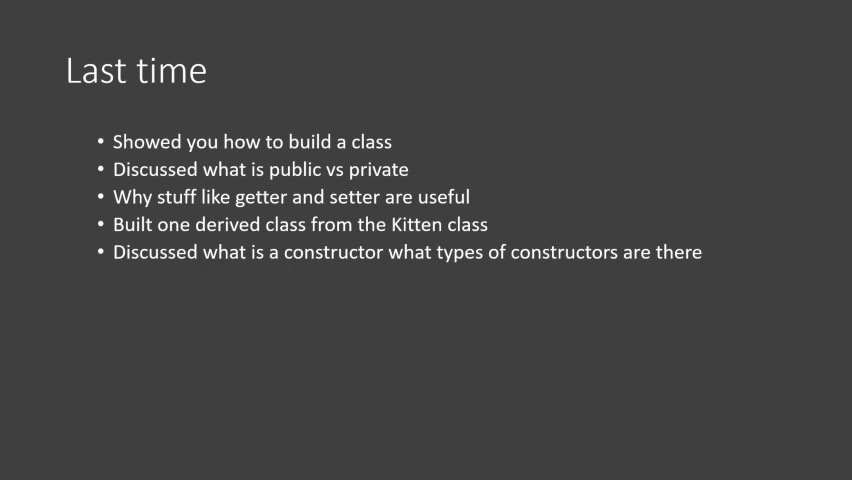 Last time
• Showed you how to build a class
• Discussed what is public vs private
• Why stuff like getter and setter are useful
• Built one derived class from the Kitten class
• Discussed what is a constructor what types of constructors are there